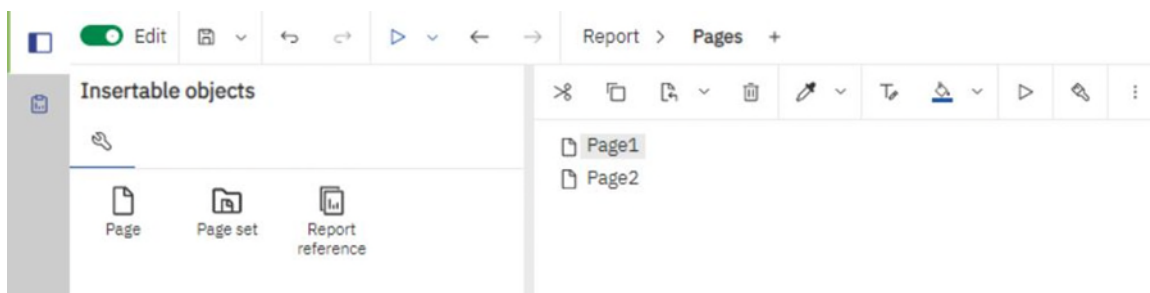 Edit
Report > Pages +
Insertable objects
Page
Page set
Report
reference
Page1
Page2